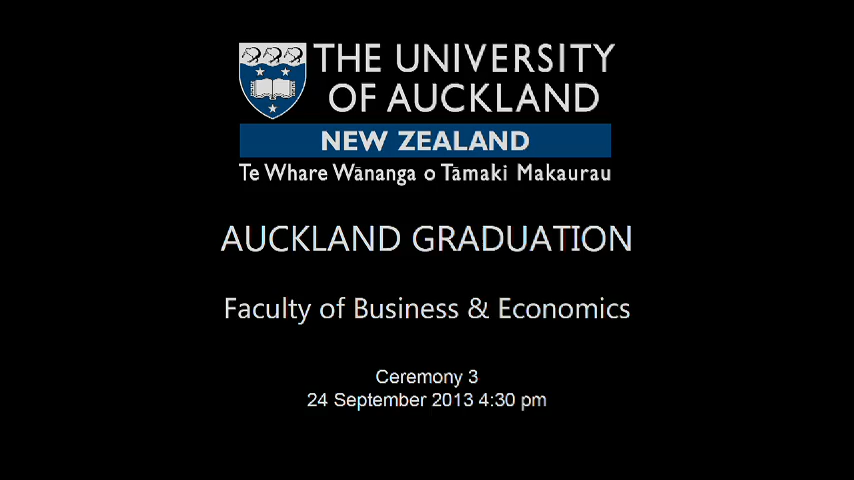 THE UNIVERSITY
OF AUCKLAND
NEW ZEALAND
Te Whare Wānanga o Tāmaki Makaurau
AUCKLAND GRADUATION
Faculty of Business & Economics
Ceremony 3
24 September 2013 4:30 pm